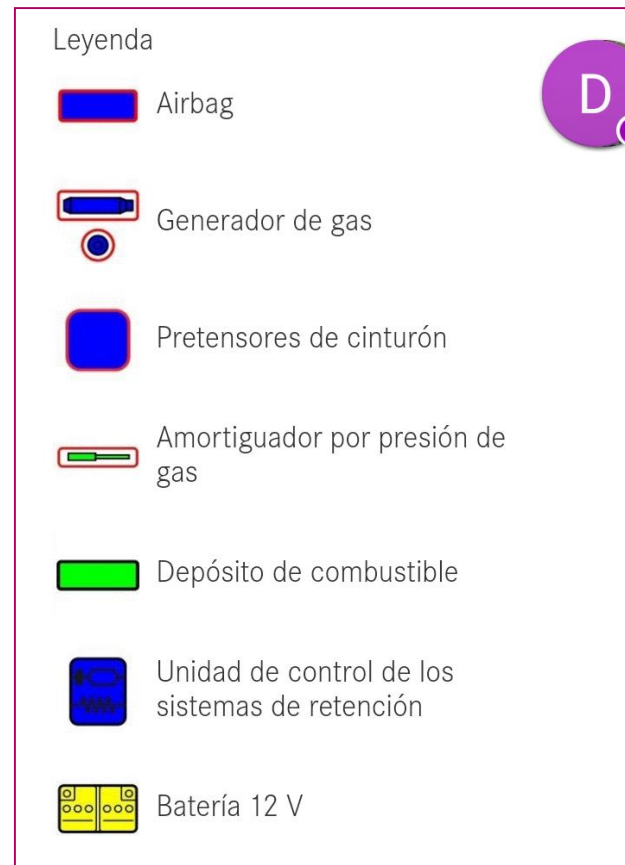 Leyenda
D
Airbag
Generador de gas
Pretensores de cinturón
Amortiguador por presión de
gas
Depósito de combustible
Unidad de control de los
sistemas de retención
Batería 12 V